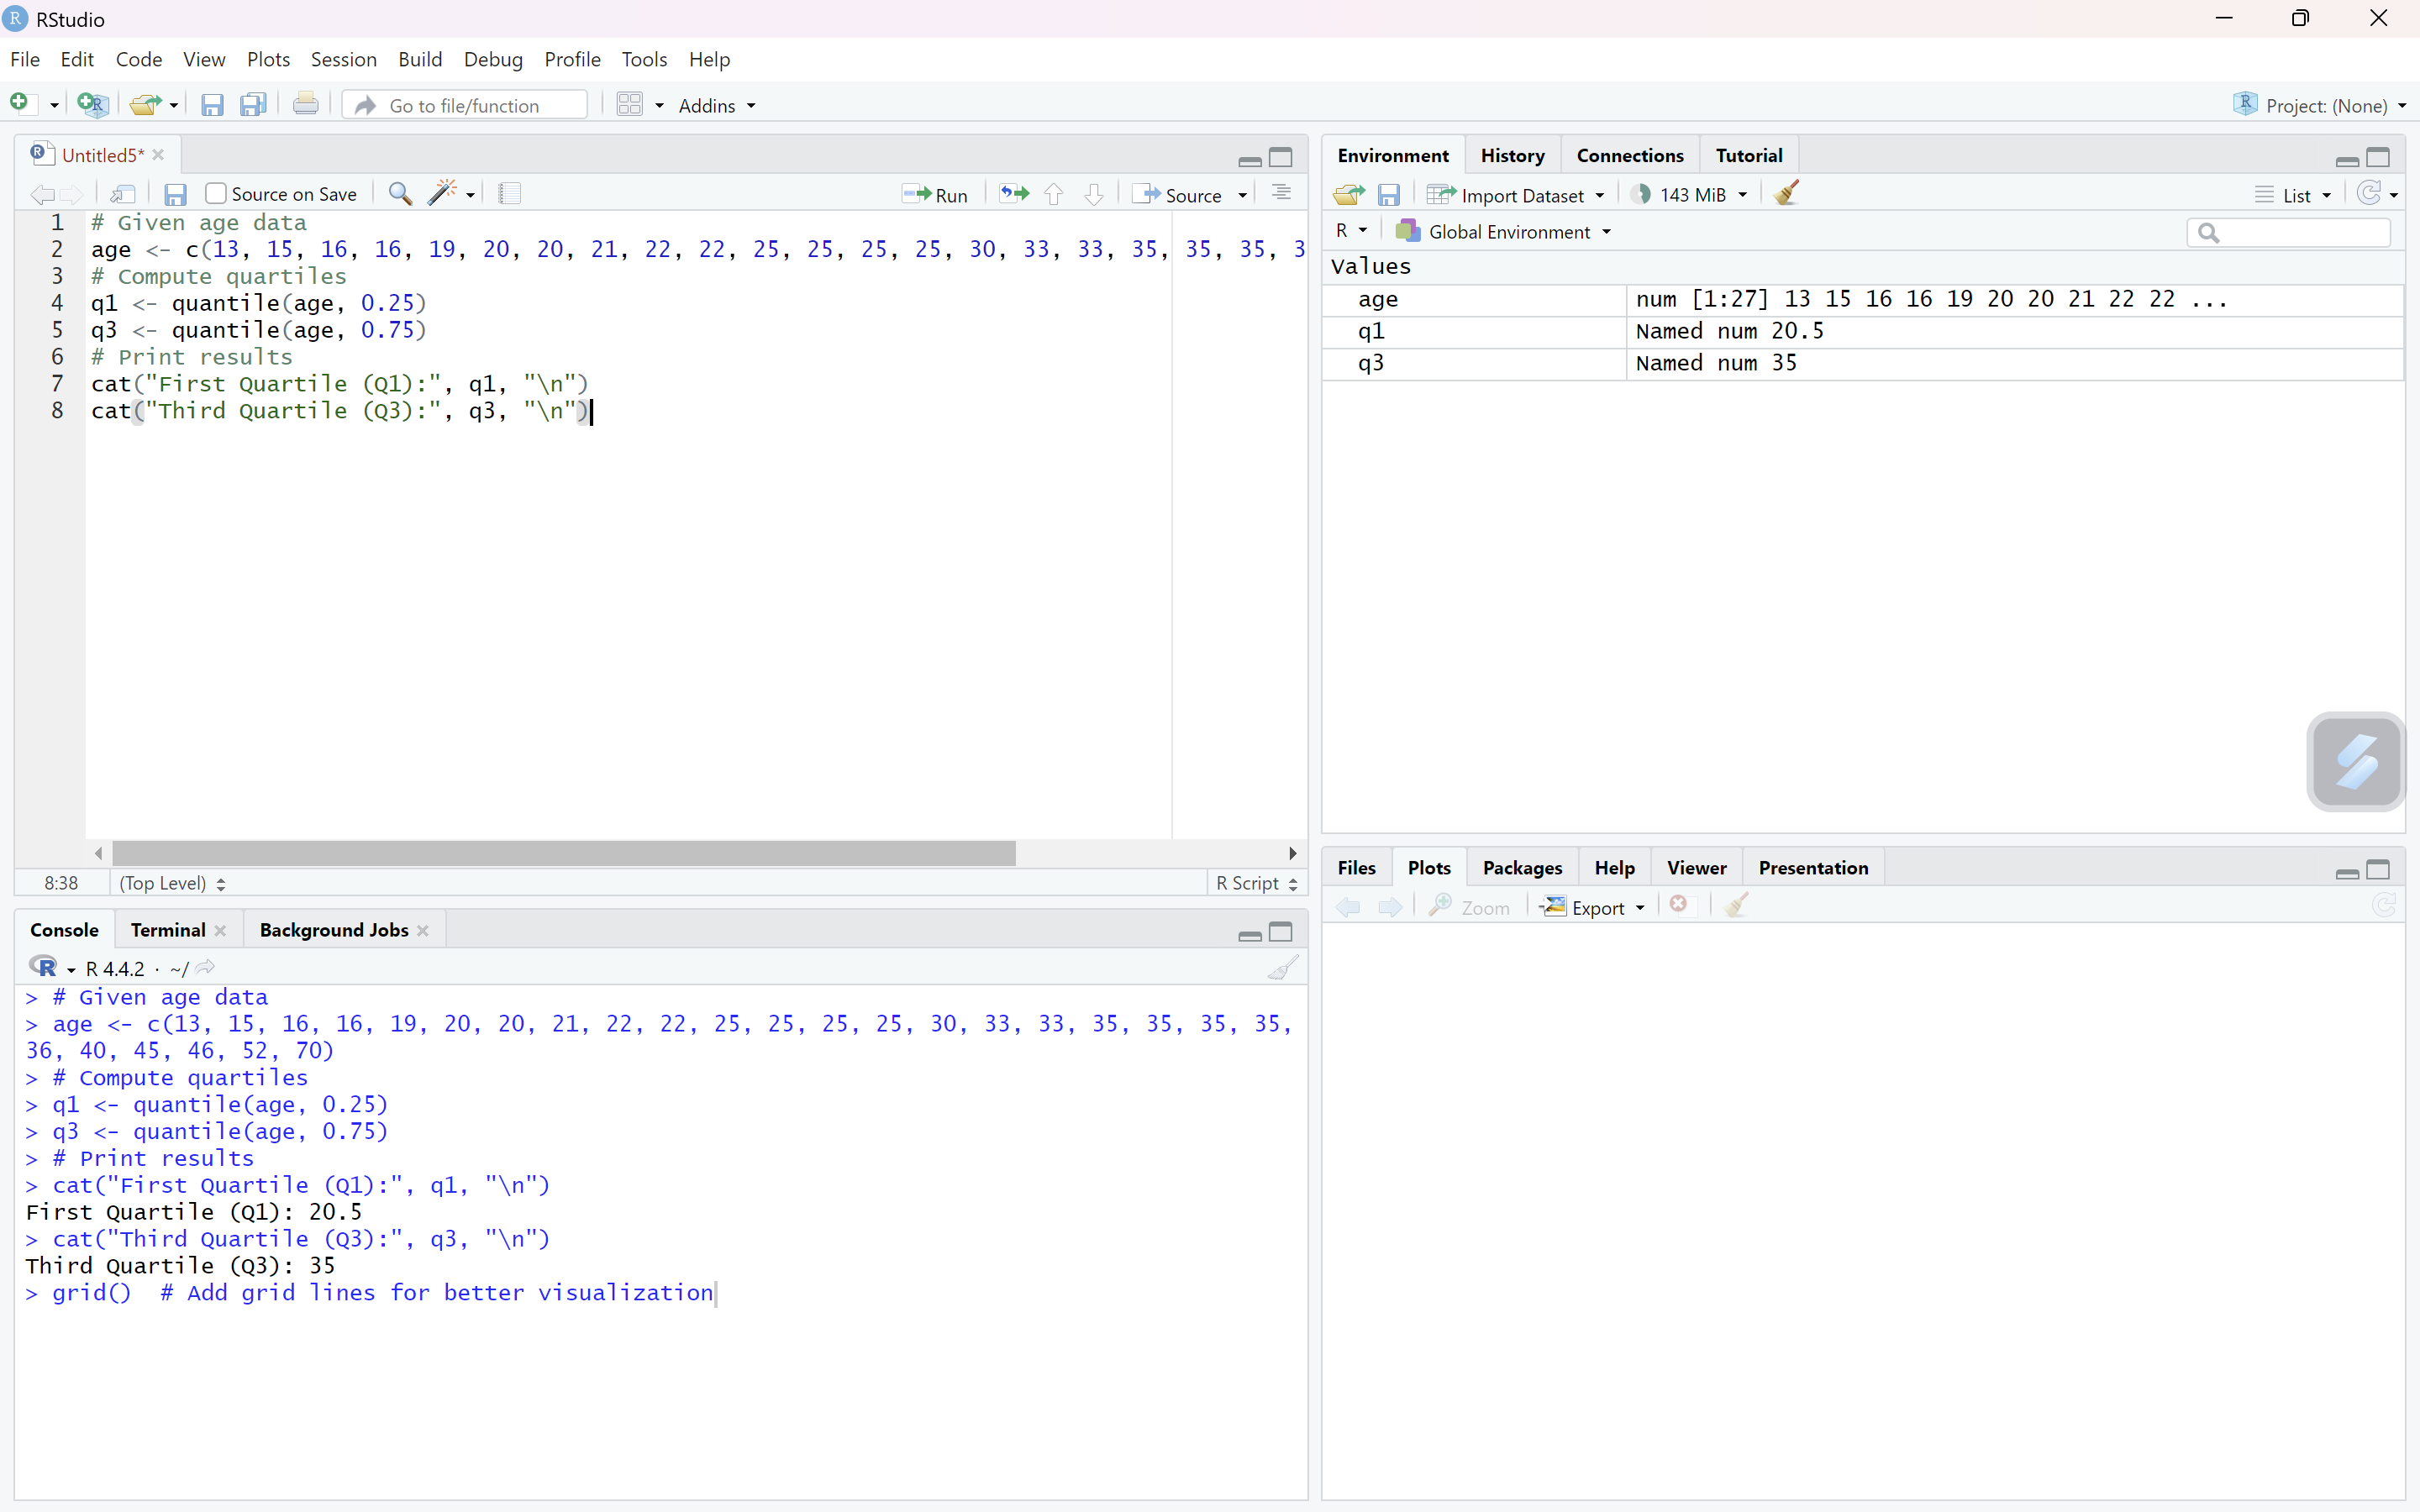 RStudio
File Edit Code View Plots Session Build Debug Profile Tools Help
Go to file/function Addins Project: (None)
Untitled5*
Source on Save Run Source
1 # Given age data
2 age <- c(13, 15, 16, 16, 19, 20, 20, 21, 22, 22, 25, 25, 25, 25, 30, 33, 33, 35, 35, 35, 3
3 # Compute quartiles
4 q1 <- quantile(age, 0.25)
5 q3 <- quantile(age, 0.75)
6 # Print results
7 cat("First Quartile (Q1):", q1, "\n")
8 cat("Third Quartile (Q3):", q3, "\n")
8:38 (Top Level) R Script
Console Terminal Background Jobs
R 4.4.2 · ~/
> # Given age data
> age <- c(13, 15, 16, 16, 19, 20, 20, 21, 22, 22, 25, 25, 25, 25, 30, 33, 33, 35, 35, 35, 35,
36, 40, 45, 46, 52, 70)
> # Compute quartiles
> q1 <- quantile(age, 0.25)
> q3 <- quantile(age, 0.75)
> # Print results
> cat("First Quartile (Q1):", q1, "\n")
First Quartile (Q1): 20.5
> cat("Third Quartile (Q3):", q3, "\n")
Third Quartile (Q3): 35
> grid()  # Add grid lines for better visualization
Environment History Connections Tutorial
Import Dataset 143 MiB List
R Global Environment
Values
age num [1:27] 13 15 16 16 19 20 20 21 22 22 ...
q1 Named num 20.5
q3 Named num 35
Files Plots Packages Help Viewer Presentation
Zoom Export